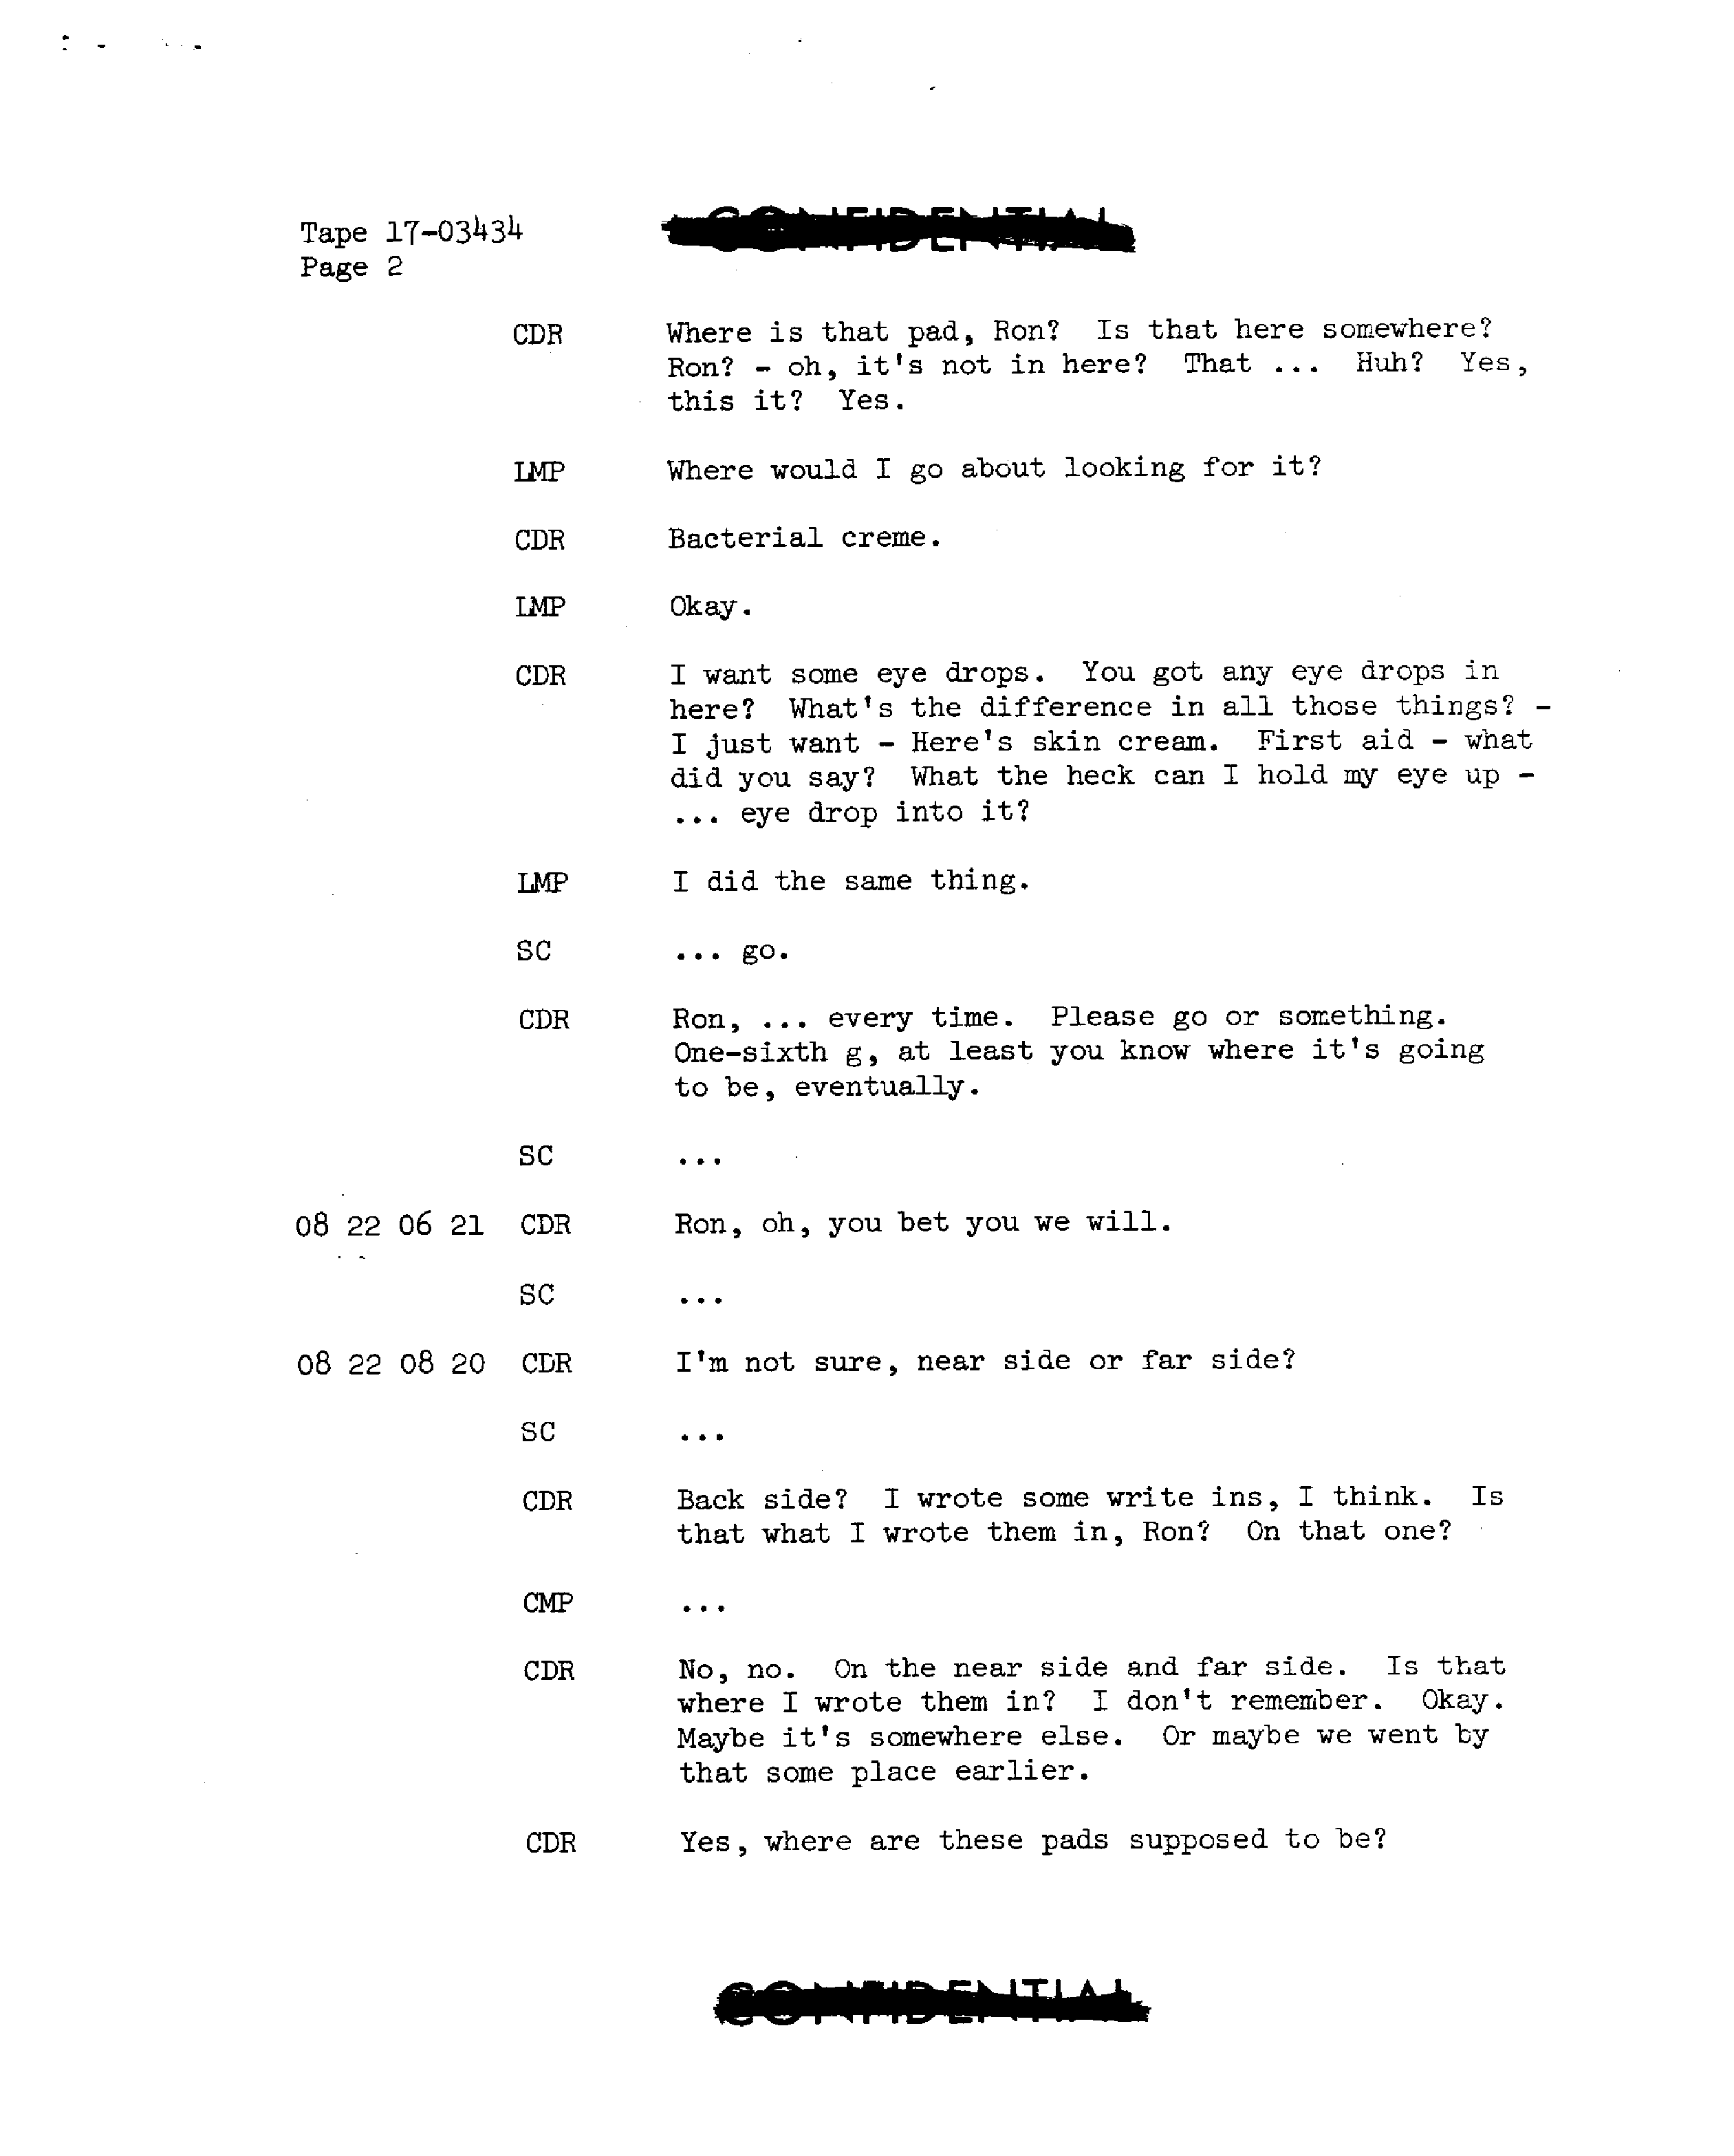 Tape 17-03434
CONFIDENTIAL
Page 2
CDR Where is that pad, Ron? Is that here somewhere?
Ron? - oh, it's not in here? That ... Huh? Yes,
this it? Yes.
LMP Where would I go about looking for it?
CDR Bacterial creme.
LMP Okay.
CDR I want some eye drops. You got any eye drops in
here? What's the difference in all those things? -
I just want - Here's skin cream. First aid - what
did you say? What the heck can I hold my eye up -
... eye drop into it?
LMP I did the same thing.
SC ... go.
CDR Ron, ... every time. Please go or something.
One-sixth g, at least you know where it's going
to be, eventually.
SC ...
08 22 06 21 CDR Ron, oh, you bet you we will.
SC ...
08 22 08 20 CDR I'm not sure, near side or far side?
SC ...
CDR Back side? I wrote some write ins, I think. Is
that what I wrote them in, Ron? On that one?
CMP ...
CDR No, no. On the near side and far side. Is that
where I wrote them in? I don't remember. Okay.
Maybe it's somewhere else. Or maybe we went by
that some place earlier.
CDR Yes, where are these pads supposed to be?
CONFIDENTIAL